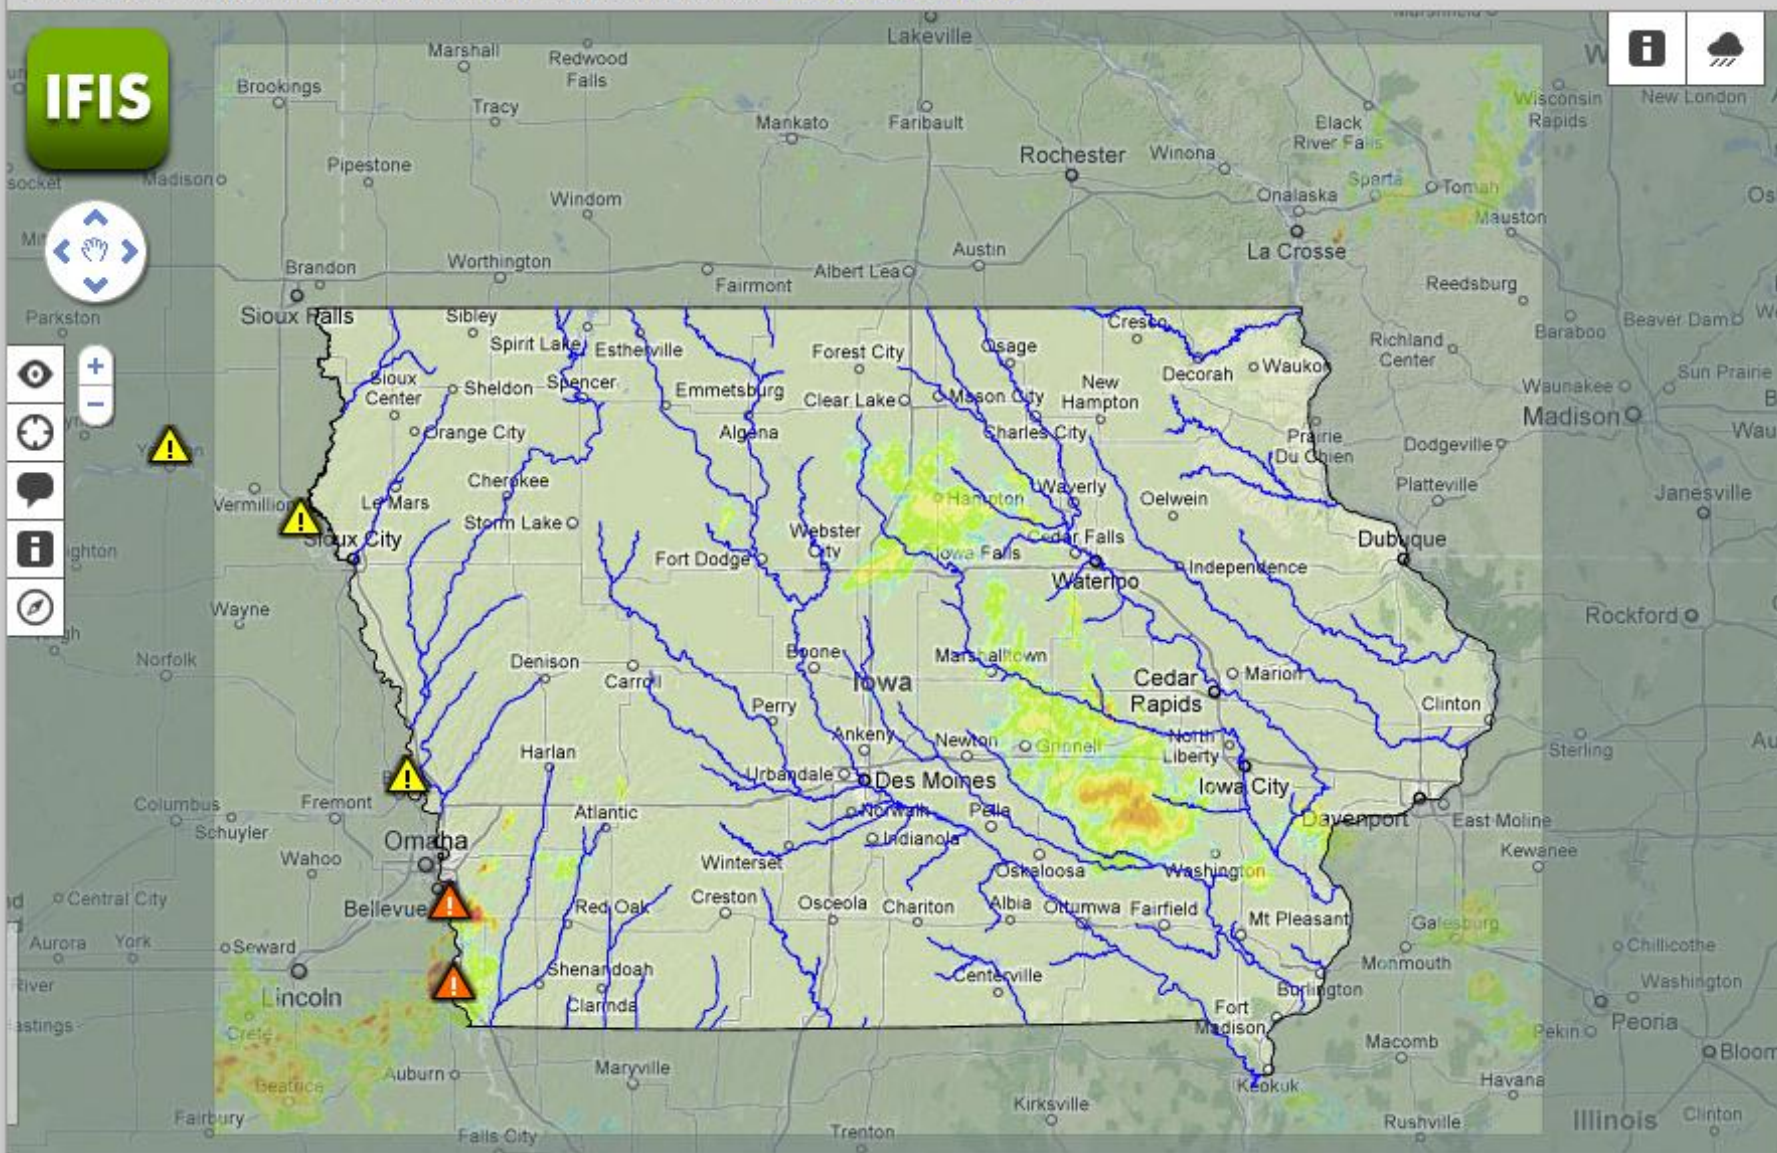 IFIS
Lakeville
Marshall
Redwood
Falls
Brookings
Tracy
Mankato
Faribault
Black
River Falls
Wisconsin
Rapids
New London
Rochester
Winona
Pipestone
socket
Madison
Sparta
Tomah
Onalaska
Windom
Mauston
La Crosse
Austin
Worthington
Brandon
Albert Lea
Fairmont
Reedsburg
Sioux Falls
Parkston
Sibley
Cresco
Baraboo
Beaver Dam
Spirit Lake
Estherville
Forest City
Osage
Richland
Center
Decorah
Waukon
Sun Prairie
Sioux
Center
Sheldon
Spencer
Emmetsburg
Clear Lake
Mason City
New
Hampton
Waunakee
Madison
Orange City
Algona
Charles City
Prairie
Du Chien
Dodgeville
Wau
Cherokee
Platteville
Janesville
Vermillion
Le Mars
Hampton
Waverly
Oelwein
Storm Lake
Webster
City
Sioux City
Cedar Falls
Dubuque
Fort Dodge
Iowa Falls
Waterloo
Independence
Wayne
Rockford
Norfolk
Denison
Boone
Marshalltown
Carroll
Iowa
Cedar
Rapids
Marion
Perry
Clinton
Harlan
Ankeny
Newton
Grinnell
North
Liberty
Sterling
Urbandale
Des Moines
Iowa City
Columbus
Fremont
Atlantic
Norwalk
Pella
Davenport
East Moline
Schuyler
Omaha
Indianola
Kewanee
Wahoo
Winterset
Oskaloosa
Washington
Central City
Bellevue
Red Oak
Creston
Osceola
Chariton
Albia
Ottumwa
Fairfield
Mt Pleasant
Galesburg
Aurora
York
Seward
Chillicothe
Monmouth
Shenandoah
Centerville
Washington
River
Lincoln
Clarinda
Burlington
Fort
Madison
Peoria
Crete
Pekin
Macomb
Bloom
Auburn
Maryville
Beatrice
Keokuk
Havana
Fairbury
Kirksville
Rushville
Illinois
Clinton
Falls City
Trenton